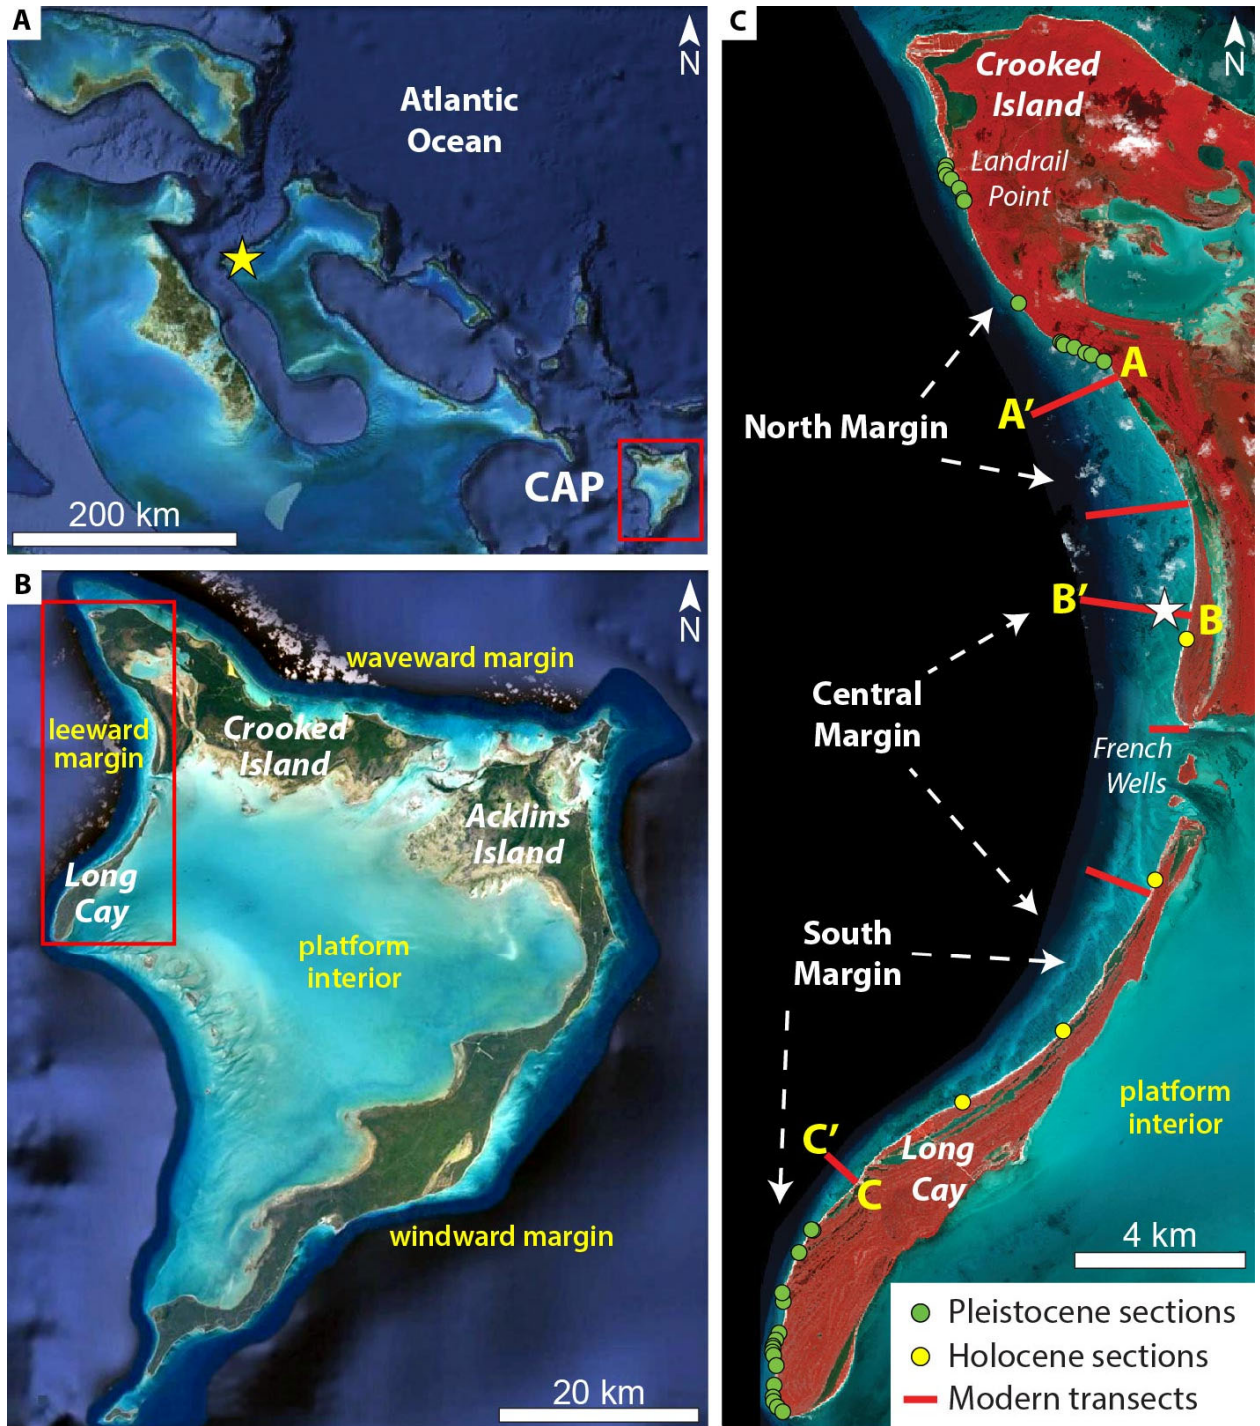 A
N
Atlantic
Ocean
CAP
200 km
B
N
waveward margin
leeward
margin
Crooked
Island
Acklins
Island
Long
Cay
platform
interior
windward margin
20 km
C
N
Crooked
Island
Landrail
Point
A
A’
North Margin
B’
B
Central
Margin
French
Wells
South
Margin
platform
interior
C’
Long
Cay
C
4 km
Pleistocene sections
Holocene sections
Modern transects